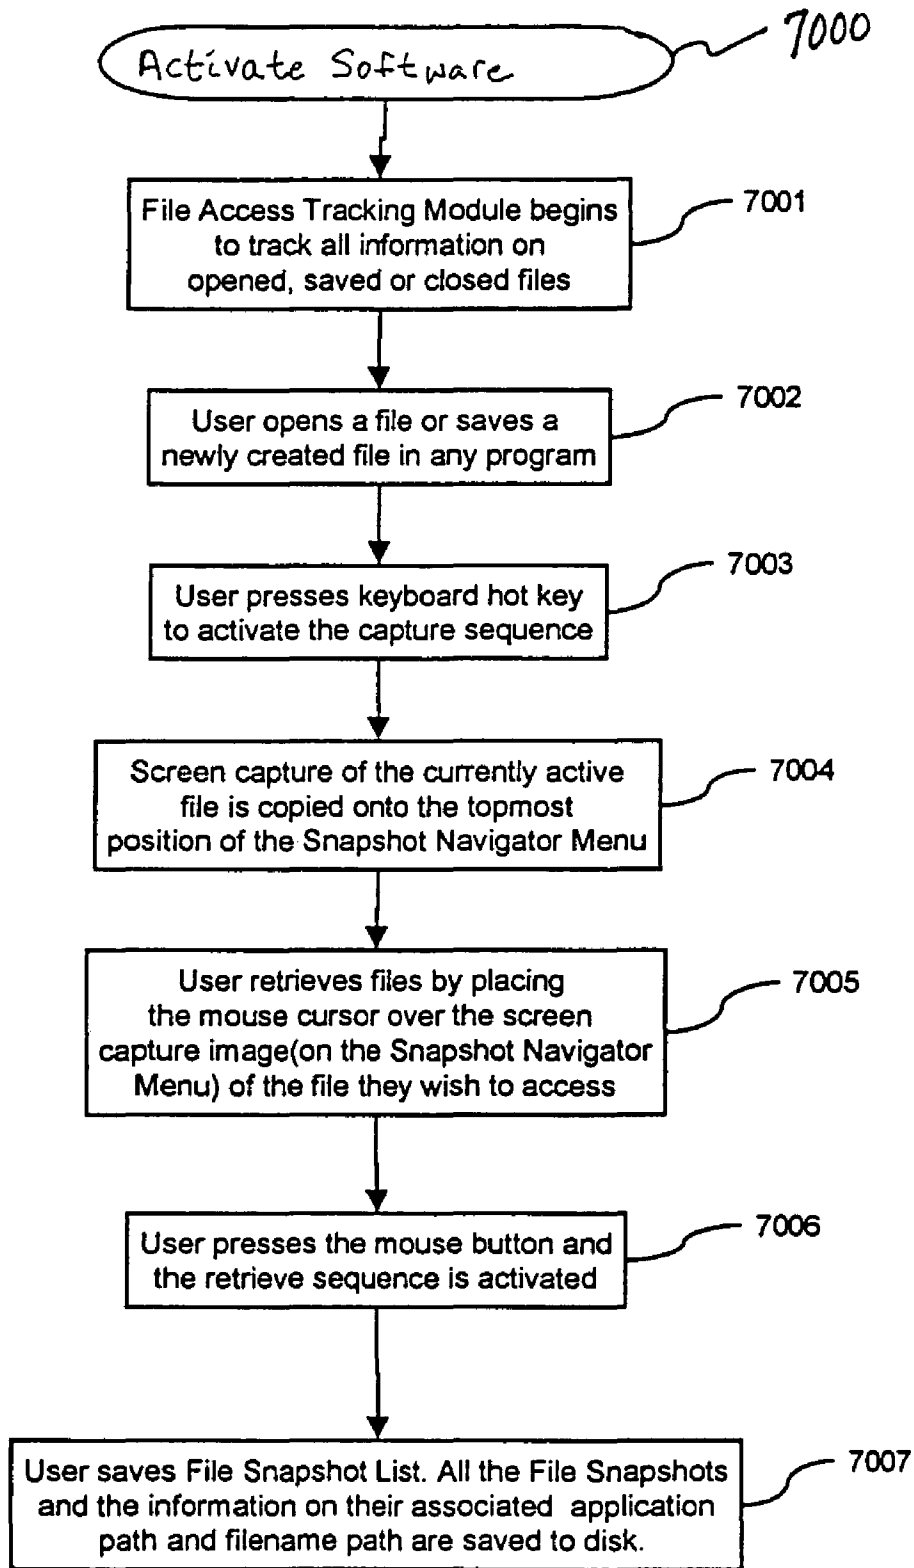 7000
Activate Software
File Access Tracking Module begins
to track all information on
opened, saved or closed files
7001
User opens a file or saves a
newly created file in any program
7002
User presses keyboard hot key
to activate the capture sequence
7003
Screen capture of the currently active
file is copied onto the topmost
position of the Snapshot Navigator Menu
7004
User retrieves files by placing
the mouse cursor over the screen
capture image(on the Snapshot Navigator
Menu) of the file they wish to access
7005
User presses the mouse button and
the retrieve sequence is activated
7006
User saves File Snapshot List. All the File Snapshots
and the information on their associated application
path and filename path are saved to disk.
7007